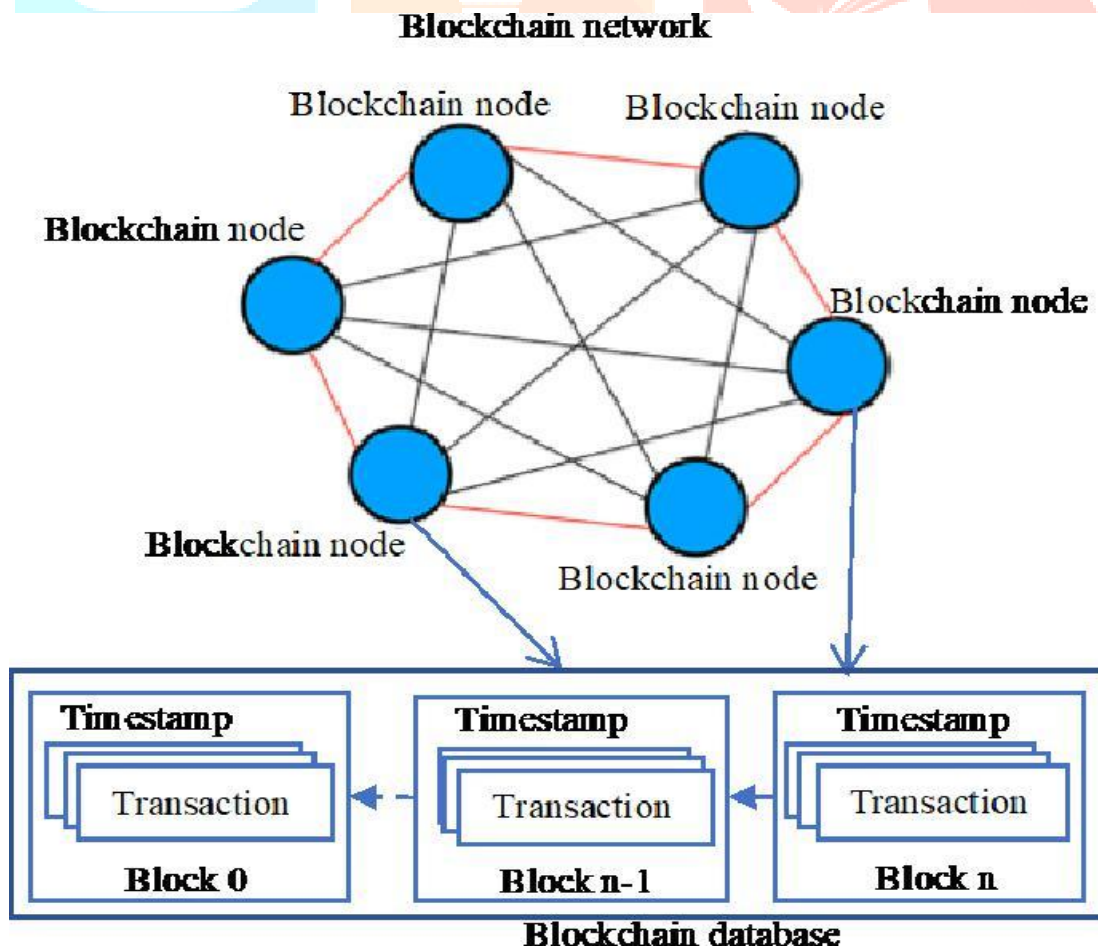 Blockchain network
Blockchain node
Blockchain node
Blockchain node
Blockchain node
Blockchain node
Blockchain node
Timestamp
Timestamp
Timestamp
Transaction
Transaction
Transaction
Block 0
Block n-1
Block n
Blockchain database